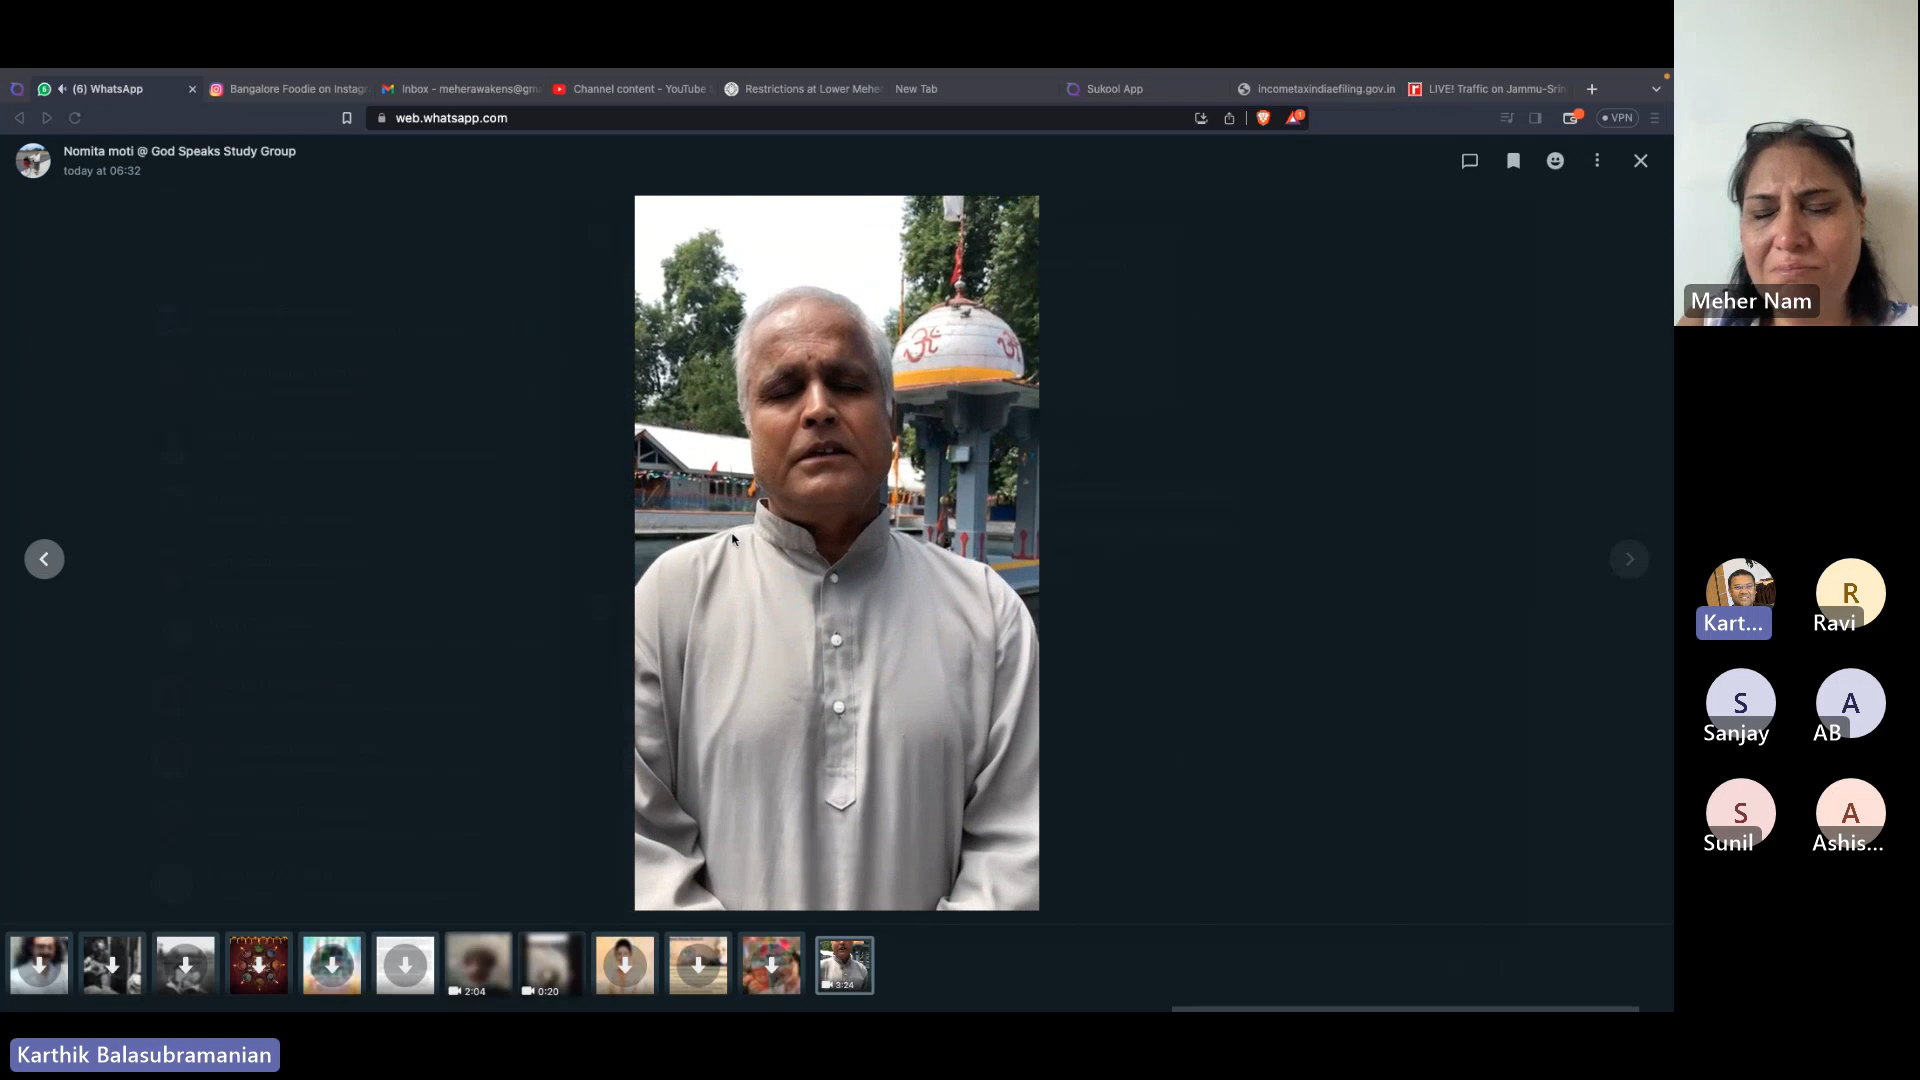 (6) WhatsApp
Bangalore Foodie on Instagr
Inbox - meherawakens@gm
Channel content - YouTube S
Restrictions at Lower Mehe
New Tab
Sukool App
incometaxindiaefiling.gov.in
LIVE! Traffic on Jammu-Srin
web.whatsapp.com
1
VPN
Nomita moti @ God Speaks Study Group
today at 06:32
ॐ
ॐ
Meher Nam
Kart...
R
Ravi
S
Sanjay
A
AB
S
Sunil
A
Ashis...
2:04
0:20
3:24
Karthik Balasubramanian